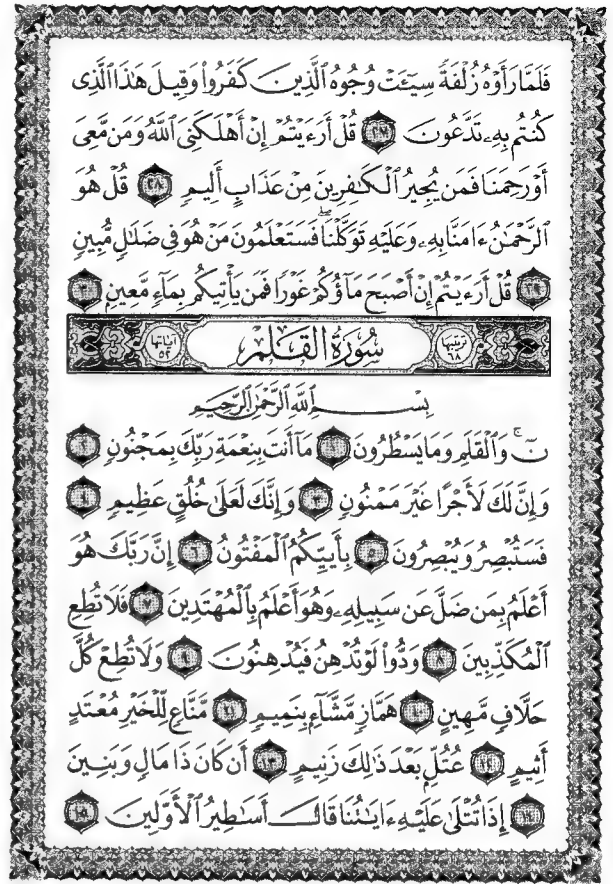 فَلَمَّا رَأَوْهُ زُلْفَةً سِيٓـَٔتْ وُجُوهُ ٱلَّذِينَ كَفَرُوا۟ وَقِيلَ هَٰذَا ٱلَّذِى
كُنتُم بِهِۦ تَدَّعُونَ ٢٧ قُلْ أَرَءَيْتُمْ إِنْ أَهْلَكَنِىَ ٱللَّهُ وَمَن مَّعِىَ
أَوْ رَحِمَنَا فَمَن يُجِيرُ ٱلْكَٰفِرِينَ مِنْ عَذَابٍ أَلِيمٍ ٢٨ قُلْ هُوَ
ٱلرَّحْمَٰنُ ءَامَنَّا بِهِۦ وَعَلَيْهِ تَوَكَّلْنَا ۖ فَسَتَعْلَمُونَ مَنْ هُوَ فِى ضَلَٰلٍ مُّبِينٍ
٢٩ قُلْ أَرَءَيْتُمْ إِنْ أَصْبَحَ مَآؤُكُمْ غَوْرًا فَمَن يَأْتِيكُم بِمَآءٍ مَّعِينٍۭ ٣٠
ترتيبها ٦٨ سُورَةُ ٱلْقَلَمِ آياتها ٥٢
بِسْمِ ٱللَّهِ ٱلرَّحْمَٰنِ ٱلرَّحِيمِ
نٓ ۚ وَٱلْقَلَمِ وَمَا يَسْطُرُونَ ١ مَآ أَنتَ بِنِعْمَةِ رَبِّكَ بِمَجْنُونٍ ٢
وَإِنَّ لَكَ لَأَجْرًا غَيْرَ مَمْنُونٍ ٣ وَإِنَّكَ لَعَلَىٰ خُلُقٍ عَظِيمٍ ٤
فَسَتُبْصِرُ وَيُبْصِرُونَ ٥ بِأَييِّكُمُ ٱلْمَفْتُونُ ٦ إِنَّ رَبَّكَ هُوَ
أَعْلَمُ بِمَن ضَلَّ عَن سَبِيلِهِۦ وَهُوَ أَعْلَمُ بِٱلْمُهْتَدِينَ ٧ فَلَا تُطِعِ
ٱلْمُكَذِّبِينَ ٨ وَدُّوا۟ لَوْ تُدْهِنُ فَيُدْهِنُونَ ٩ وَلَا تُطِعْ كُلَّ
حَلَّافٍ مَّهِينٍ ١٠ هَمَّازٍ مَّشَّآءٍۭ بِنَمِيمٍ ١١ مَّنَّاعٍ لِّلْخَيْرِ مُعْتَدٍ
أَثِيمٍ ١٢ عُتُلٍّۭ بَعْدَ ذَٰلِكَ زَنِيمٍ ١٣ أَن كَانَ ذَا مَالٍ وَبَنِينَ
١٤ إِذَا تُتْلَىٰ عَلَيْهِ ءَايَٰتُنَا قَالَ أَسَٰطِيرُ ٱلْأَوَّلِينَ ١٥